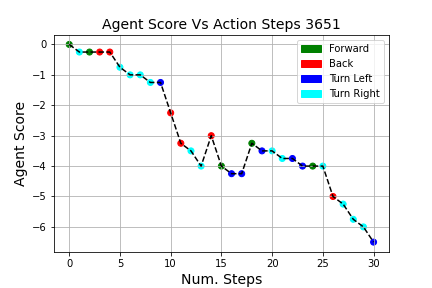 Agent Score Vs Action Steps 3651
Agent Score
0
−1
−2
−3
−4
−5
−6
Forward
Back
Turn Left
Turn Right
0 5 10 15 20 25 30
Num. Steps